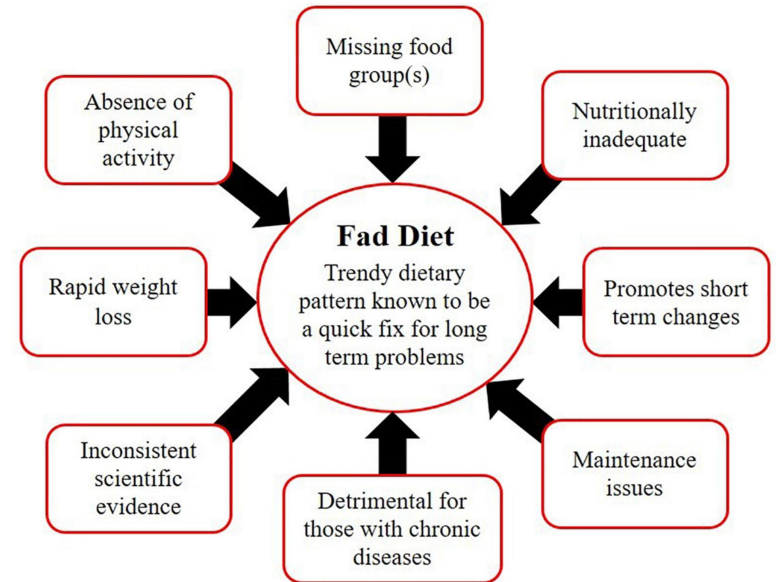 Missing food
group(s)
Absence of
physical
activity
Nutritionally
inadequate
Fad Diet
Trendy dietary
pattern known to be
a quick fix for long
term problems
Rapid weight
loss
Promotes short
term changes
Inconsistent
scientific
evidence
Detrimental for
those with chronic
diseases
Maintenance
issues